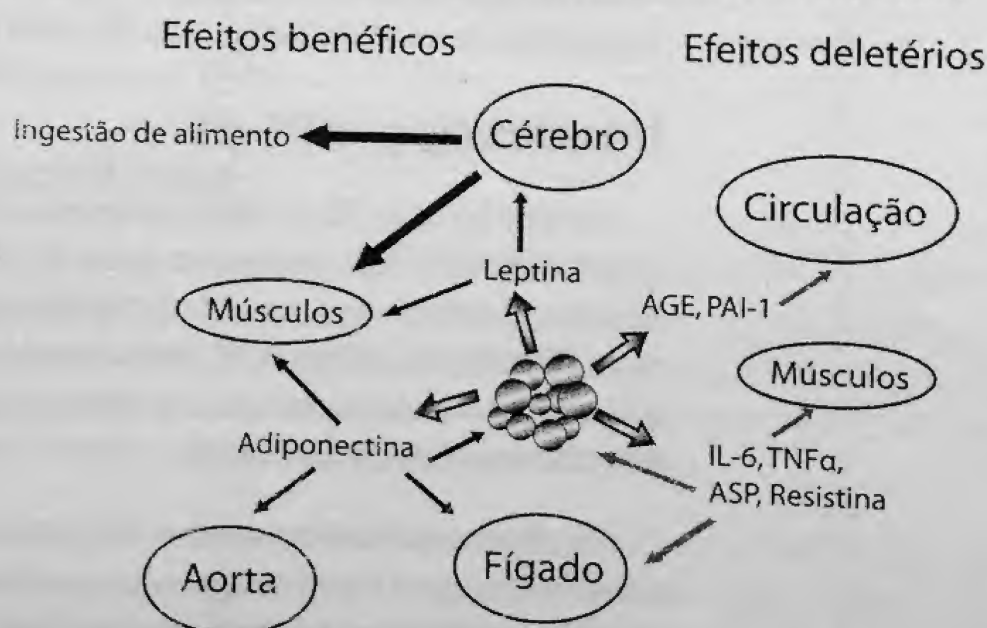 Efeitos benéficos
Efeitos deletérios
Ingestão de alimento
Cérebro
Circulação
Leptina
Músculos
AGE, PAI-1
Músculos
Adiponectina
IL-6, TNFα,
ASP, Resistina
Aorta
Fígado